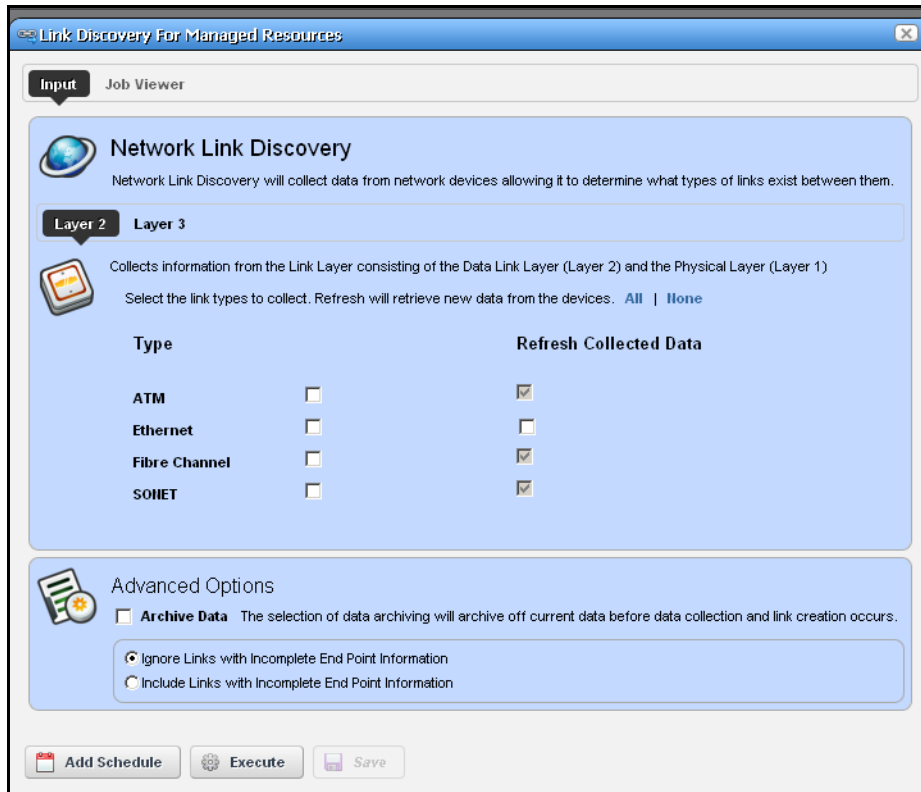 Link Discovery For Managed Resources
Input Job Viewer
Network Link Discovery
Network Link Discovery will collect data from network devices allowing it to determine what types of links exist between them.
Layer 2 Layer 3
Collects information from the Link Layer consisting of the Data Link Layer (Layer 2) and the Physical Layer (Layer 1)
Select the link types to collect. Refresh will retrieve new data from the devices. All | None
Type Refresh Collected Data
ATM
Ethernet
Fibre Channel
SONET
Advanced Options
Archive Data The selection of data archiving will archive off current data before data collection and link creation occurs.
Ignore Links with Incomplete End Point Information
Include Links with Incomplete End Point Information
Add Schedule Execute Save